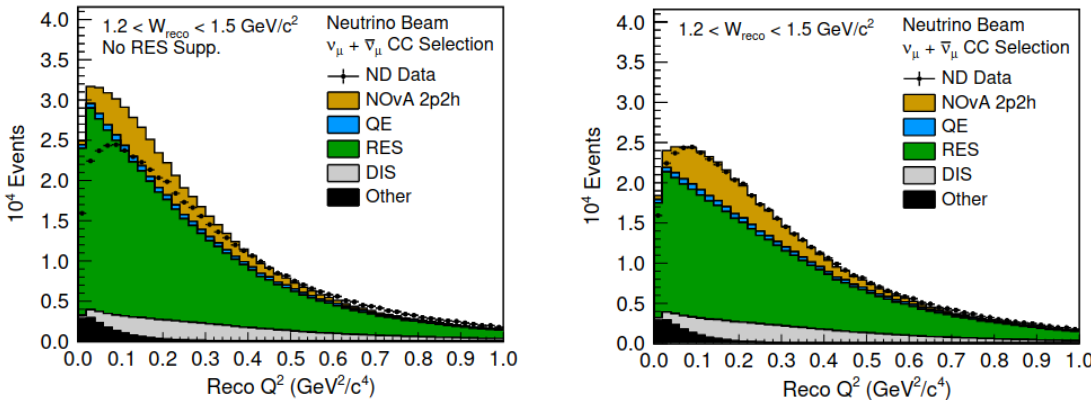 1.2 < W_reco < 1.5 GeV/c²
No RES Supp.
Neutrino Beam
ν_μ + ν̄_μ CC Selection
ND Data
NOvA 2p2h
QE
RES
DIS
Other
4.0
3.5
3.0
2.5
2.0
1.5
1.0
0.5
0.0
10⁴ Events
0.0 0.1 0.2 0.3 0.4 0.5 0.6 0.7 0.8 0.9 1.0
Reco Q² (GeV²/c⁴)
1.2 < W_reco < 1.5 GeV/c²
Neutrino Beam
ν_μ + ν̄_μ CC Selection
ND Data
NOvA 2p2h
QE
RES
DIS
Other
4.0
3.5
3.0
2.5
2.0
1.5
1.0
0.5
0.0
10⁴ Events
0.0 0.1 0.2 0.3 0.4 0.5 0.6 0.7 0.8 0.9 1.0
Reco Q² (GeV²/c⁴)